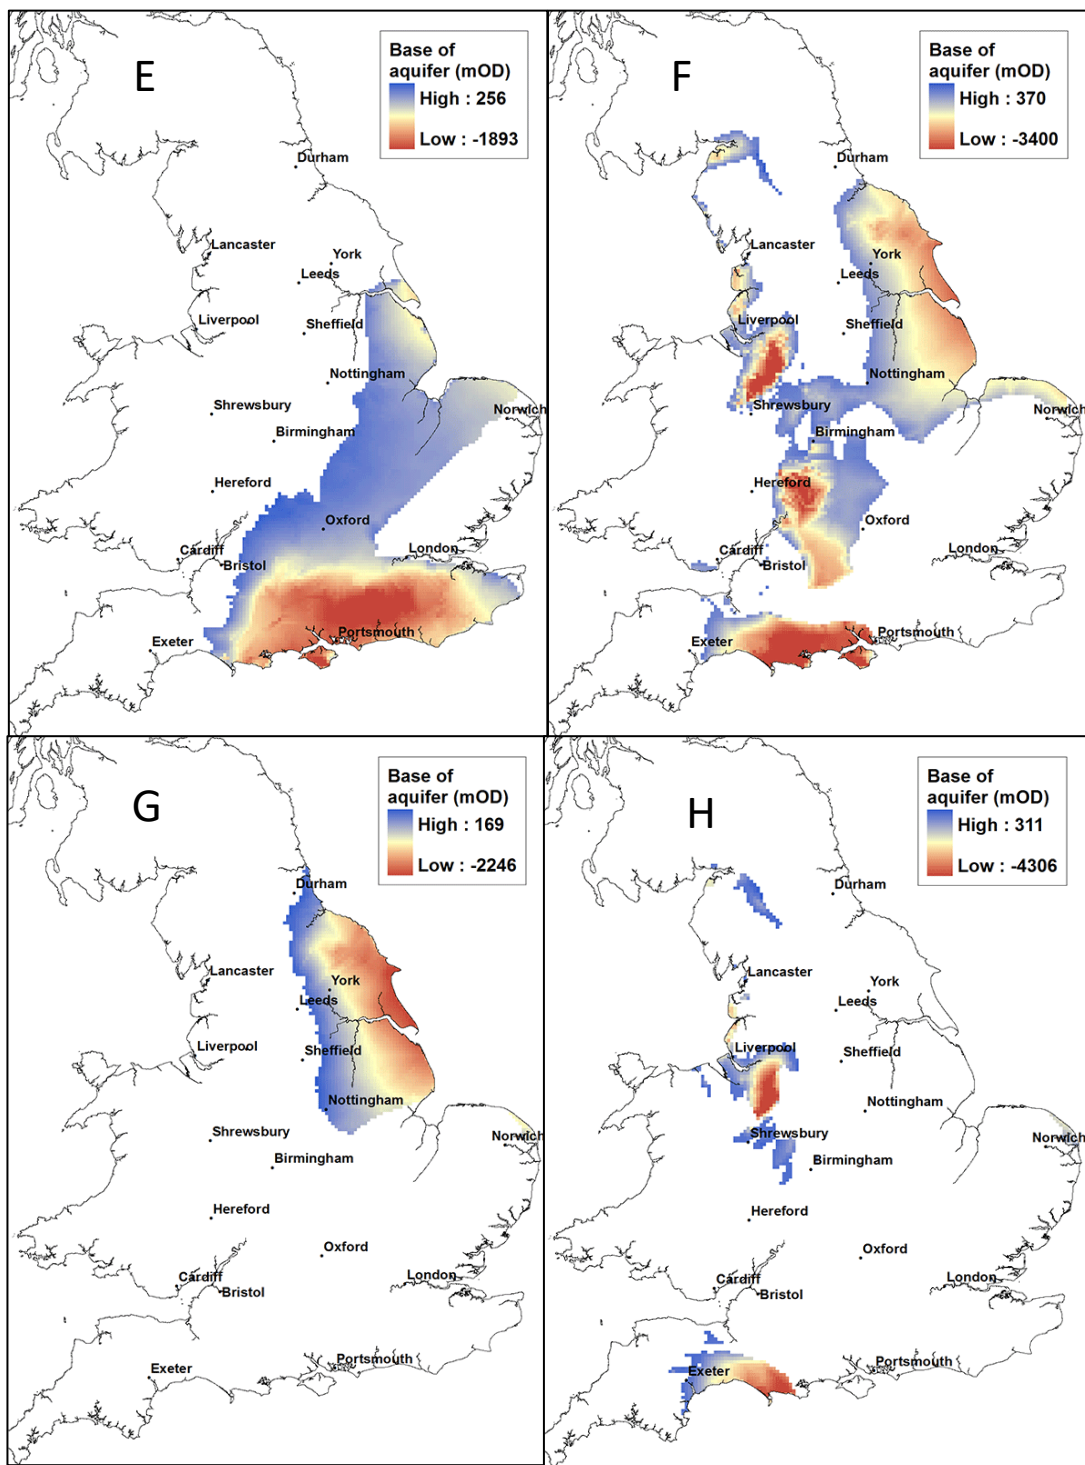 E
Base of
aquifer (mOD)
High : 256
Low : -1893
Durham
Lancaster
York
Leeds
Liverpool
Sheffield
Nottingham
Shrewsbury
Norwich
Birmingham
Hereford
Oxford
London
Cardiff
Bristol
Portsmouth
Exeter
F
Base of
aquifer (mOD)
High : 370
Low : -3400
Durham
Lancaster
York
Leeds
Liverpool
Sheffield
Nottingham
Shrewsbury
Norwich
Birmingham
Hereford
Oxford
London
Cardiff
Bristol
Portsmouth
Exeter
G
Base of
aquifer (mOD)
High : 169
Low : -2246
Durham
Lancaster
York
Leeds
Liverpool
Sheffield
Nottingham
Shrewsbury
Norwich
Birmingham
Hereford
Oxford
London
Cardiff
Bristol
Portsmouth
Exeter
H
Base of
aquifer (mOD)
High : 311
Low : -4306
Durham
Lancaster
York
Leeds
Liverpool
Sheffield
Nottingham
Shrewsbury
Norwich
Birmingham
Hereford
Oxford
London
Cardiff
Bristol
Portsmouth
Exeter